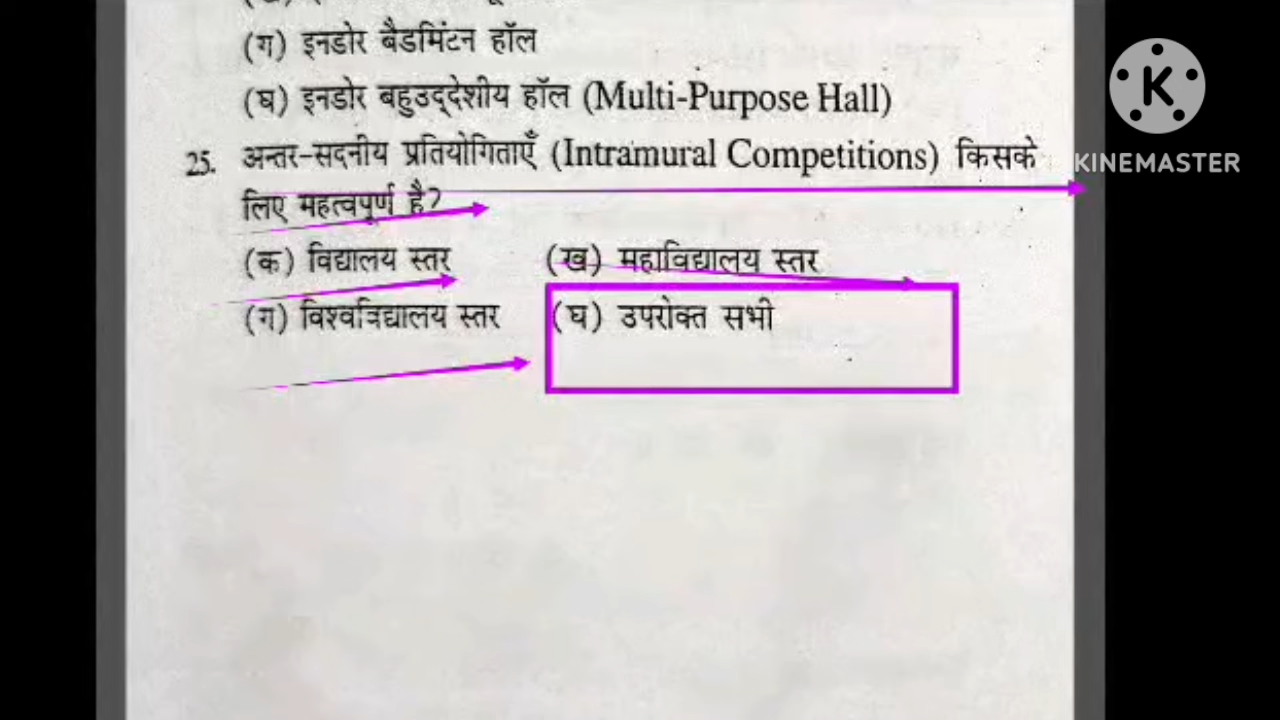 (ग) इनडोर बैडमिंटन हॉल
(घ) इनडोर बहुउद्देशीय हॉल (Multi-Purpose Hall)
25. अन्तर-सदनीय प्रतियोगिताएँ (Intramural Competitions) किसके
लिए महत्वपूर्ण है?
(क) विद्यालय स्तर (ख) महाविद्यालय स्तर
(ग) विश्वविद्यालय स्तर (घ) उपरोक्त सभी
K
KINEMASTER